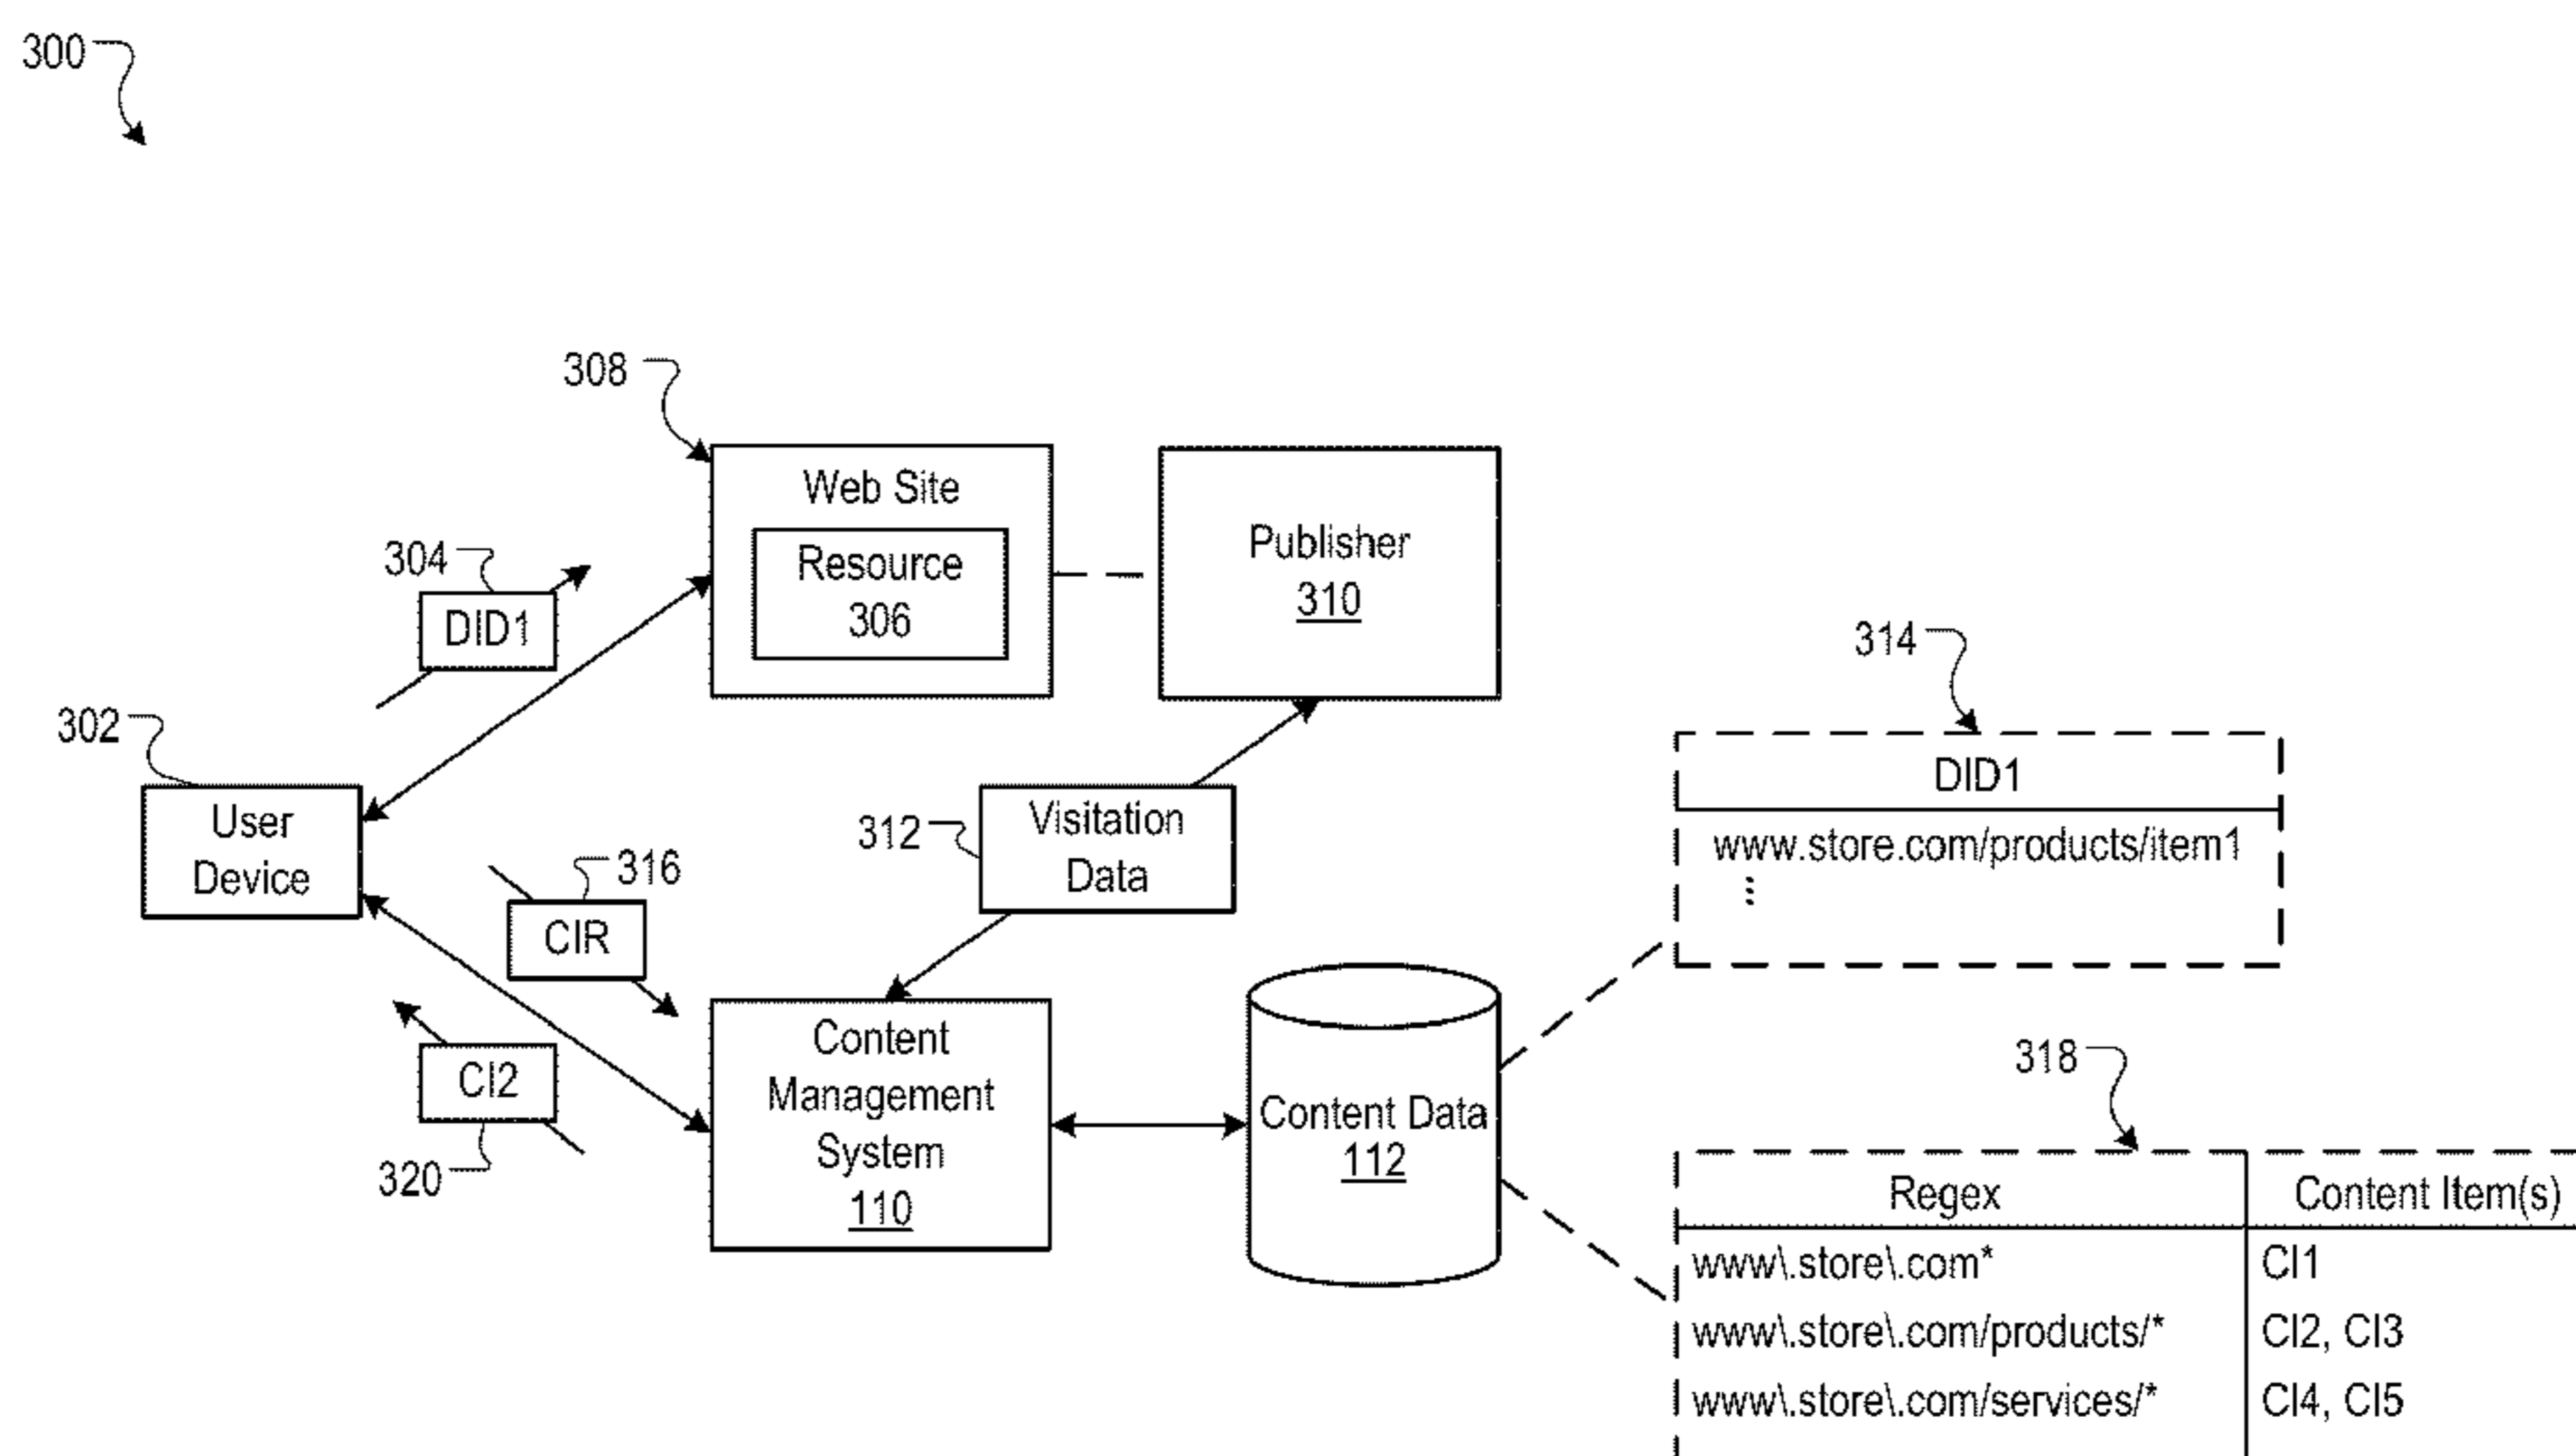 300
308
Web Site
Resource
306
Publisher
310
304
DID1
314
DID1
www.store.com/products/item1
⋮
302
User
Device
312
Visitation
Data
316
CIR
CI2
320
Content
Management
System
110
Content Data
112
318
Regex Content Item(s)
www\.store\.com* CI1
www\.store\.com/products/* CI2, CI3
www\.store\.com/services/* CI4, CI5